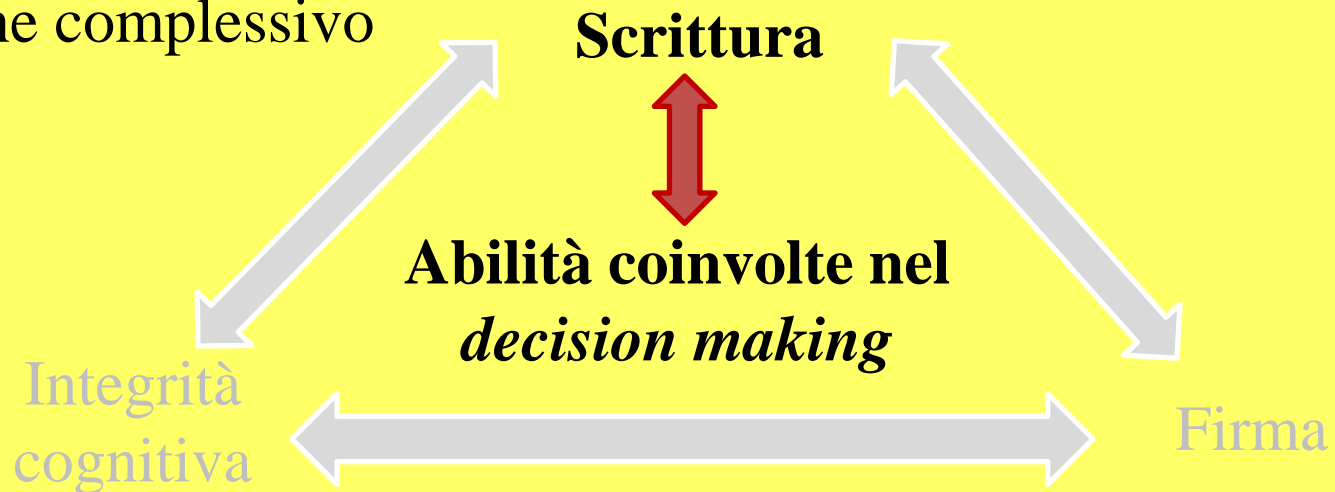 complessivo
Scrittura
Abilità coinvolte nel
decision making
Integrità
cognitiva
Firma